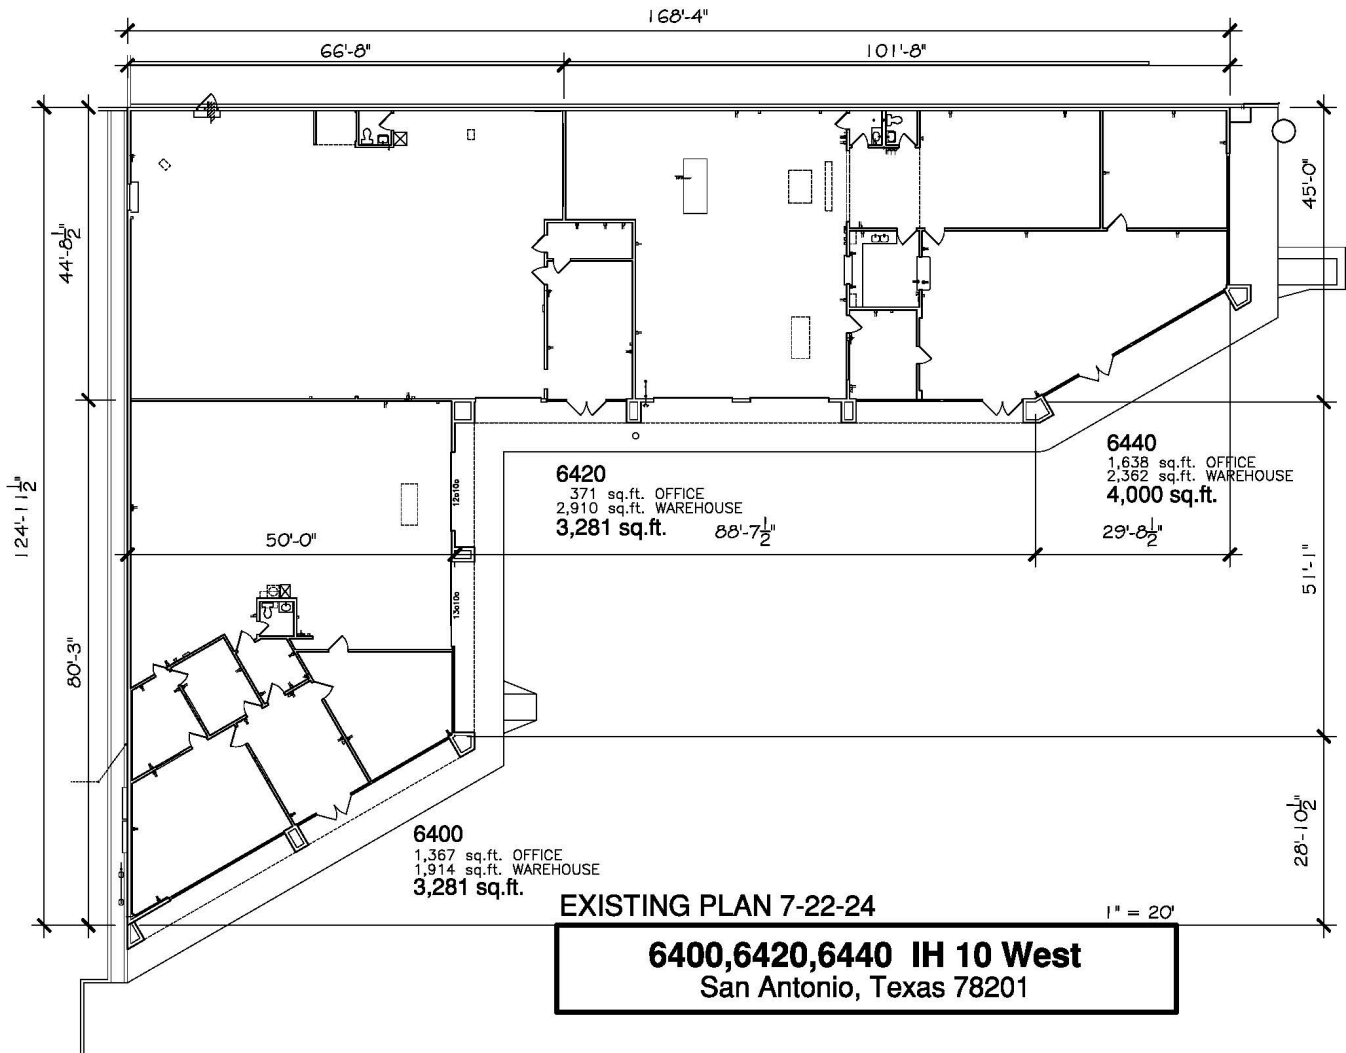 168'-4"
66'-8"
101'-8"
44'-8 1/2"
45'-0"
124'-11 1/2"
6420
371 sq.ft. OFFICE
2,910 sq.ft. WAREHOUSE
3,281 sq.ft.
6440
1,638 sq.ft. OFFICE
2,362 sq.ft. WAREHOUSE
4,000 sq.ft.
12o10o
50'-0"
88'-7 1/2"
29'-8 1/2"
51'-1"
13o10o
80'-3"
28'-10 1/2"
6400
1,367 sq.ft. OFFICE
1,914 sq.ft. WAREHOUSE
3,281 sq.ft.
EXISTING PLAN 7-22-24
1" = 20'
6400,6420,6440 IH 10 West
San Antonio, Texas 78201